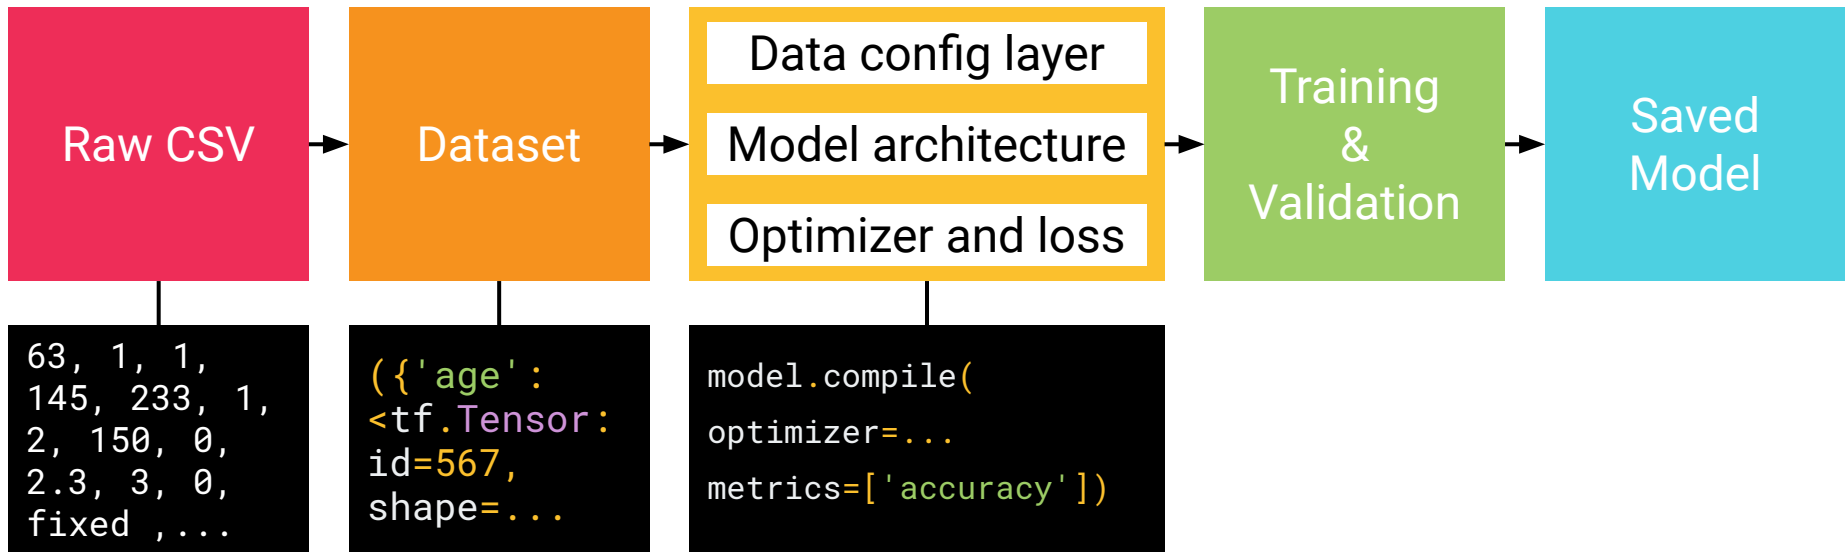 Raw CSV
Dataset
Data config layer
Model architecture
Optimizer and loss
Training
&
Validation
Saved
Model
63, 1, 1,
145, 233, 1,
2, 150, 0,
2.3, 3, 0,
fixed ,...
({'age':
<tf.Tensor:
id=567,
shape=...
model.compile(
optimizer=...
metrics=['accuracy'])